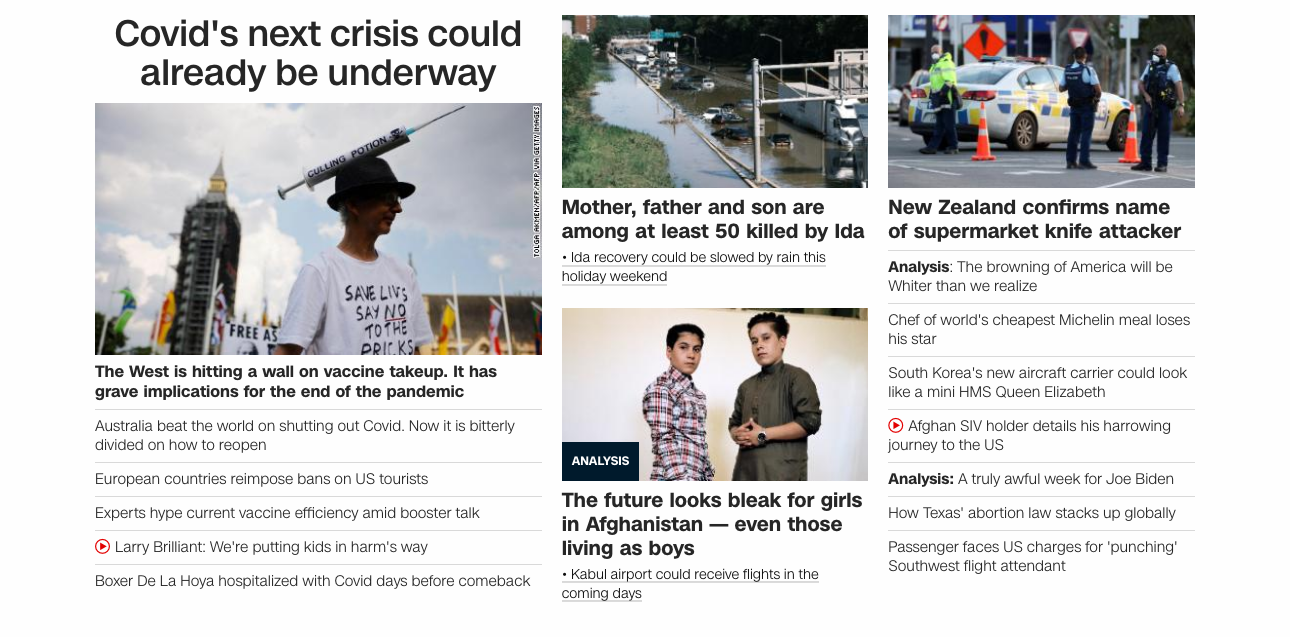 Covid's next crisis could
already be underway
CULLING POTION
TOLGA AKMEN/AFP/AFP VIA GETTY IMAGES
SAVE LIVES
SAY NO
TO THE
PRICKS
FREE AS
The West is hitting a wall on vaccine takeup. It has
grave implications for the end of the pandemic
Australia beat the world on shutting out Covid. Now it is bitterly
divided on how to reopen
European countries reimpose bans on US tourists
Experts hype current vaccine efficiency amid booster talk
Larry Brilliant: We're putting kids in harm's way
Boxer De La Hoya hospitalized with Covid days before comeback
Mother, father and son are
among at least 50 killed by Ida
• Ida recovery could be slowed by rain this
holiday weekend
ANALYSIS
The future looks bleak for girls
in Afghanistan — even those
living as boys
• Kabul airport could receive flights in the
coming days
New Zealand confirms name
of supermarket knife attacker
Analysis: The browning of America will be
Whiter than we realize
Chef of world's cheapest Michelin meal loses
his star
South Korea's new aircraft carrier could look
like a mini HMS Queen Elizabeth
Afghan SIV holder details his harrowing
journey to the US
Analysis: A truly awful week for Joe Biden
How Texas' abortion law stacks up globally
Passenger faces US charges for 'punching'
Southwest flight attendant